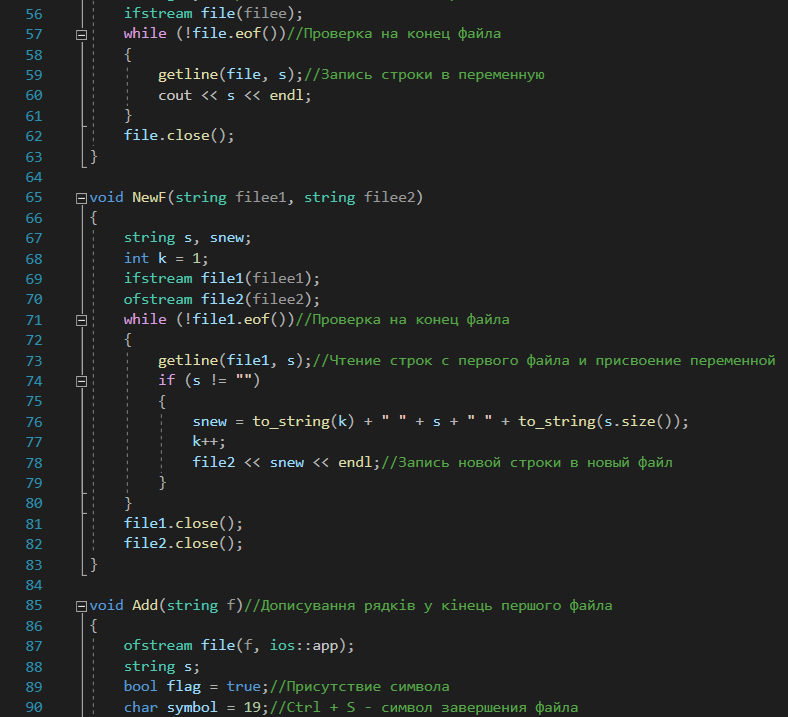 56 ifstream file(filee);
57 while (!file.eof())//Проверка на конец файла
58 {
59 getline(file, s);//Запись строки в переменную
60 cout << s << endl;
61 }
62 file.close();
63 }
64
65 void NewF(string filee1, string filee2)
66 {
67 string s, snew;
68 int k = 1;
69 ifstream file1(filee1);
70 ofstream file2(filee2);
71 while (!file1.eof())//Проверка на конец файла
72 {
73 getline(file1, s);//Чтение строк с первого файла и присвоение переменной
74 if (s != "")
75 {
76 snew = to_string(k) + " " + s + " " + to_string(s.size());
77 k++;
78 file2 << snew << endl;//Запись новой строки в новый файл
79 }
80 }
81 file1.close();
82 file2.close();
83 }
84
85 void Add(string f)//Дописування рядків у кінець першого файла
86 {
87 ofstream file(f, ios::app);
88 string s;
89 bool flag = true;//Присутствие символа
90 char symbol = 19;//Ctrl + S - символ завершения файла